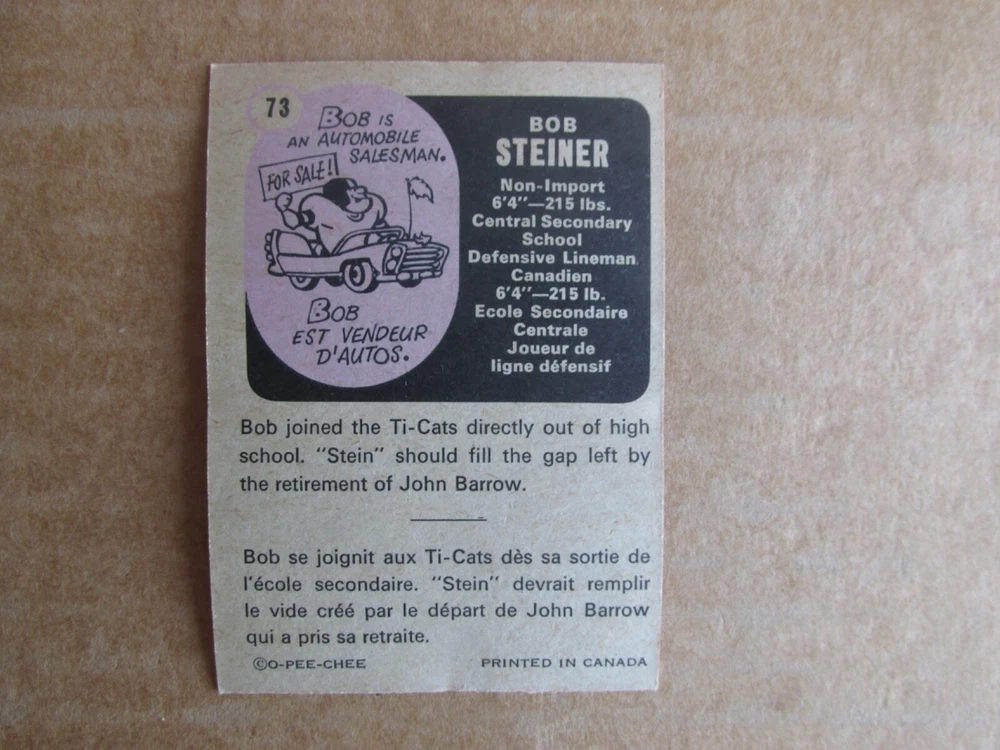 73
BOB IS
AN AUTOMOBILE
SALESMAN.
FOR SALE!!
BOB
EST VENDEUR
D'AUTOS.
BOB
STEINER
Non-Import
6'4"—215 lbs.
Central Secondary
School
Defensive Lineman
Canadien
6'4"—215 lb.
Ecole Secondaire
Centrale
Joueur de
ligne défensif
Bob joined the Ti-Cats directly out of high
school. "Stein" should fill the gap left by
the retirement of John Barrow.
Bob se joignit aux Ti-Cats dès sa sortie de
l'école secondaire. "Stein" devrait remplir
le vide créé par le départ de John Barrow
qui a pris sa retraite.
©O-PEE-CHEE PRINTED IN CANADA